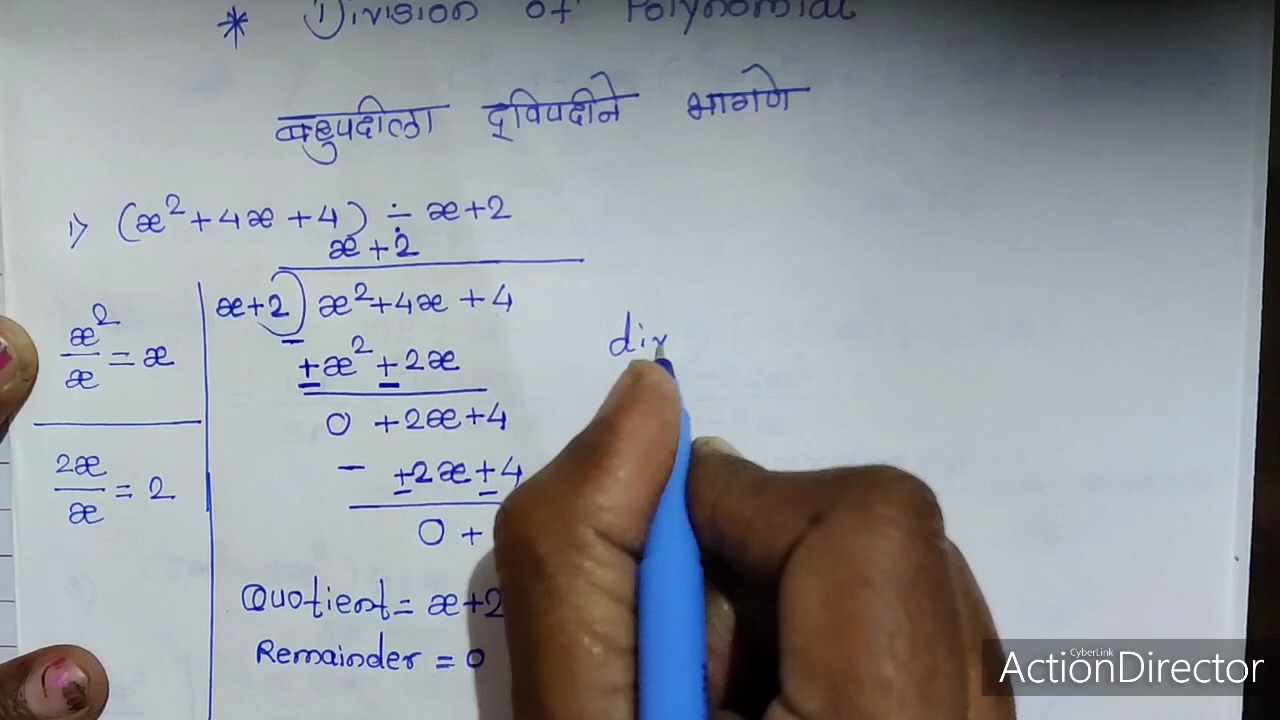 * Division of Polynomial
बहुपदीला द्विपदीने भागणे
1) (x²+4x+4) ÷ x+2
x+2
x+2) x²+4x+4
x²/x = x
- +x² +2x
0 +2x+4
2x/x = 2
- +2x+4
0 +
Quotient = x+2
Remainder = 0
div
CyberLink
ActionDirector